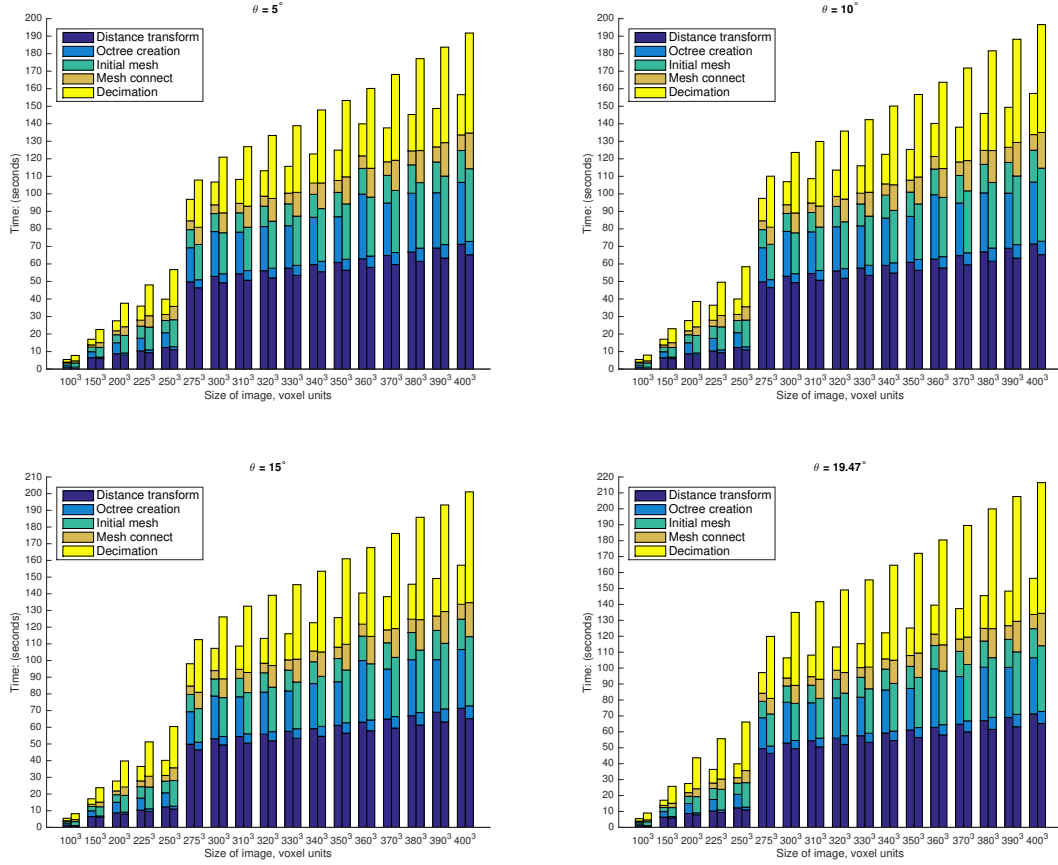 θ = 5°
200
190
180
170
160
150
140
130
120
110
100
90
80
70
60
50
40
30
20
10
0
Time: (seconds)
Distance transform
Octree creation
Initial mesh
Mesh connect
Decimation
100³ 150³ 200³ 225³ 250³ 275³ 300³ 310³ 320³ 330³ 340³ 350³ 360³ 370³ 380³ 390³ 400³
Size of image, voxel units
θ = 10°
200
190
180
170
160
150
140
130
120
110
100
90
80
70
60
50
40
30
20
10
0
Time: (seconds)
Distance transform
Octree creation
Initial mesh
Mesh connect
Decimation
100³ 150³ 200³ 225³ 250³ 275³ 300³ 310³ 320³ 330³ 340³ 350³ 360³ 370³ 380³ 390³ 400³
Size of image, voxel units
θ = 15°
210
200
190
180
170
160
150
140
130
120
110
100
90
80
70
60
50
40
30
20
10
0
Time: (seconds)
Distance transform
Octree creation
Initial mesh
Mesh connect
Decimation
100³ 150³ 200³ 225³ 250³ 275³ 300³ 310³ 320³ 330³ 340³ 350³ 360³ 370³ 380³ 390³ 400³
Size of image, voxel units
θ = 19.47°
220
210
200
190
180
170
160
150
140
130
120
110
100
90
80
70
60
50
40
30
20
10
0
Time: (seconds)
Distance transform
Octree creation
Initial mesh
Mesh connect
Decimation
100³ 150³ 200³ 225³ 250³ 275³ 300³ 310³ 320³ 330³ 340³ 350³ 360³ 370³ 380³ 390³ 400³
Size of image, voxel units